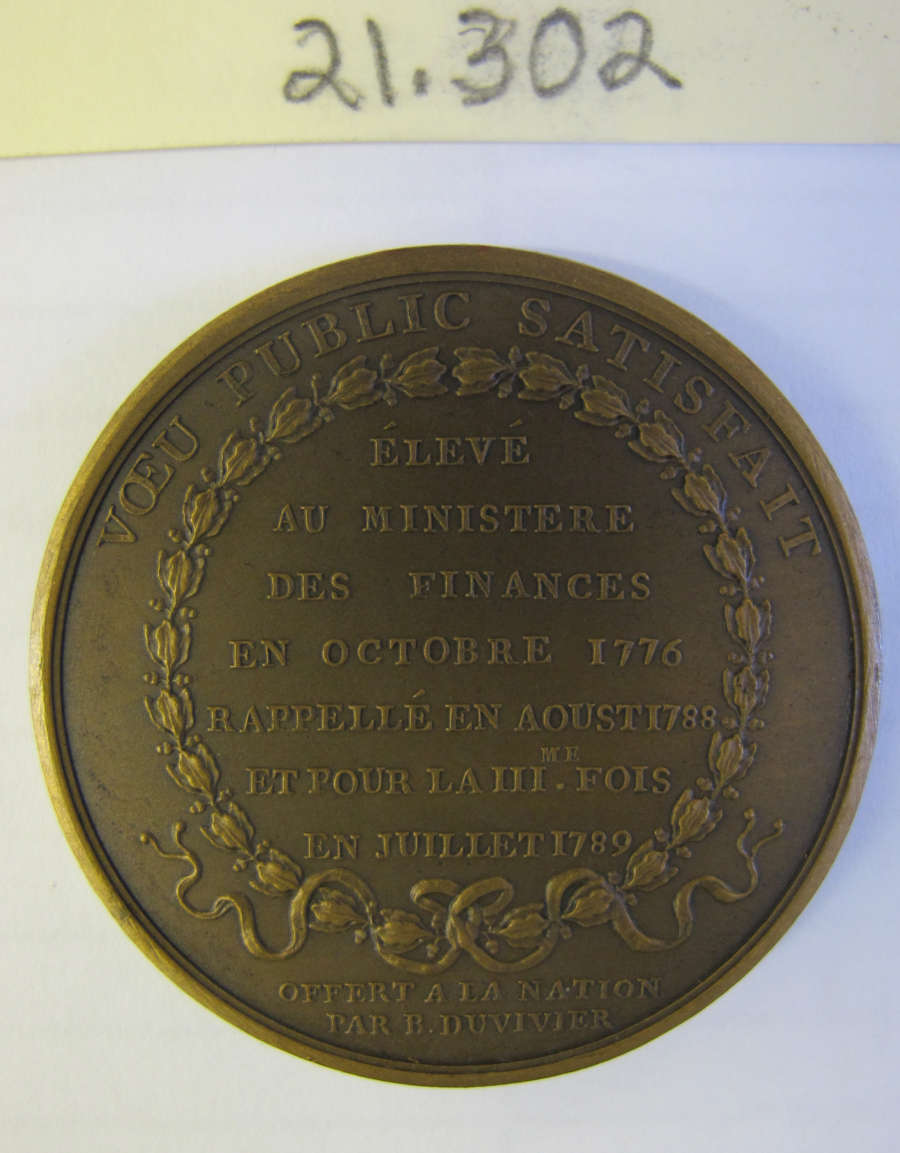 21.302
VŒU PUBLIC SATISFAIT
ÉLEVÉ
AU MINISTERE
DES FINANCES
EN OCTOBRE 1776
RAPPELLÉ EN AOUST 1788
ET POUR LA III.ME FOIS
EN JUILLET 1789
OFFERT A LA NATION
PAR B. DUVIVIER